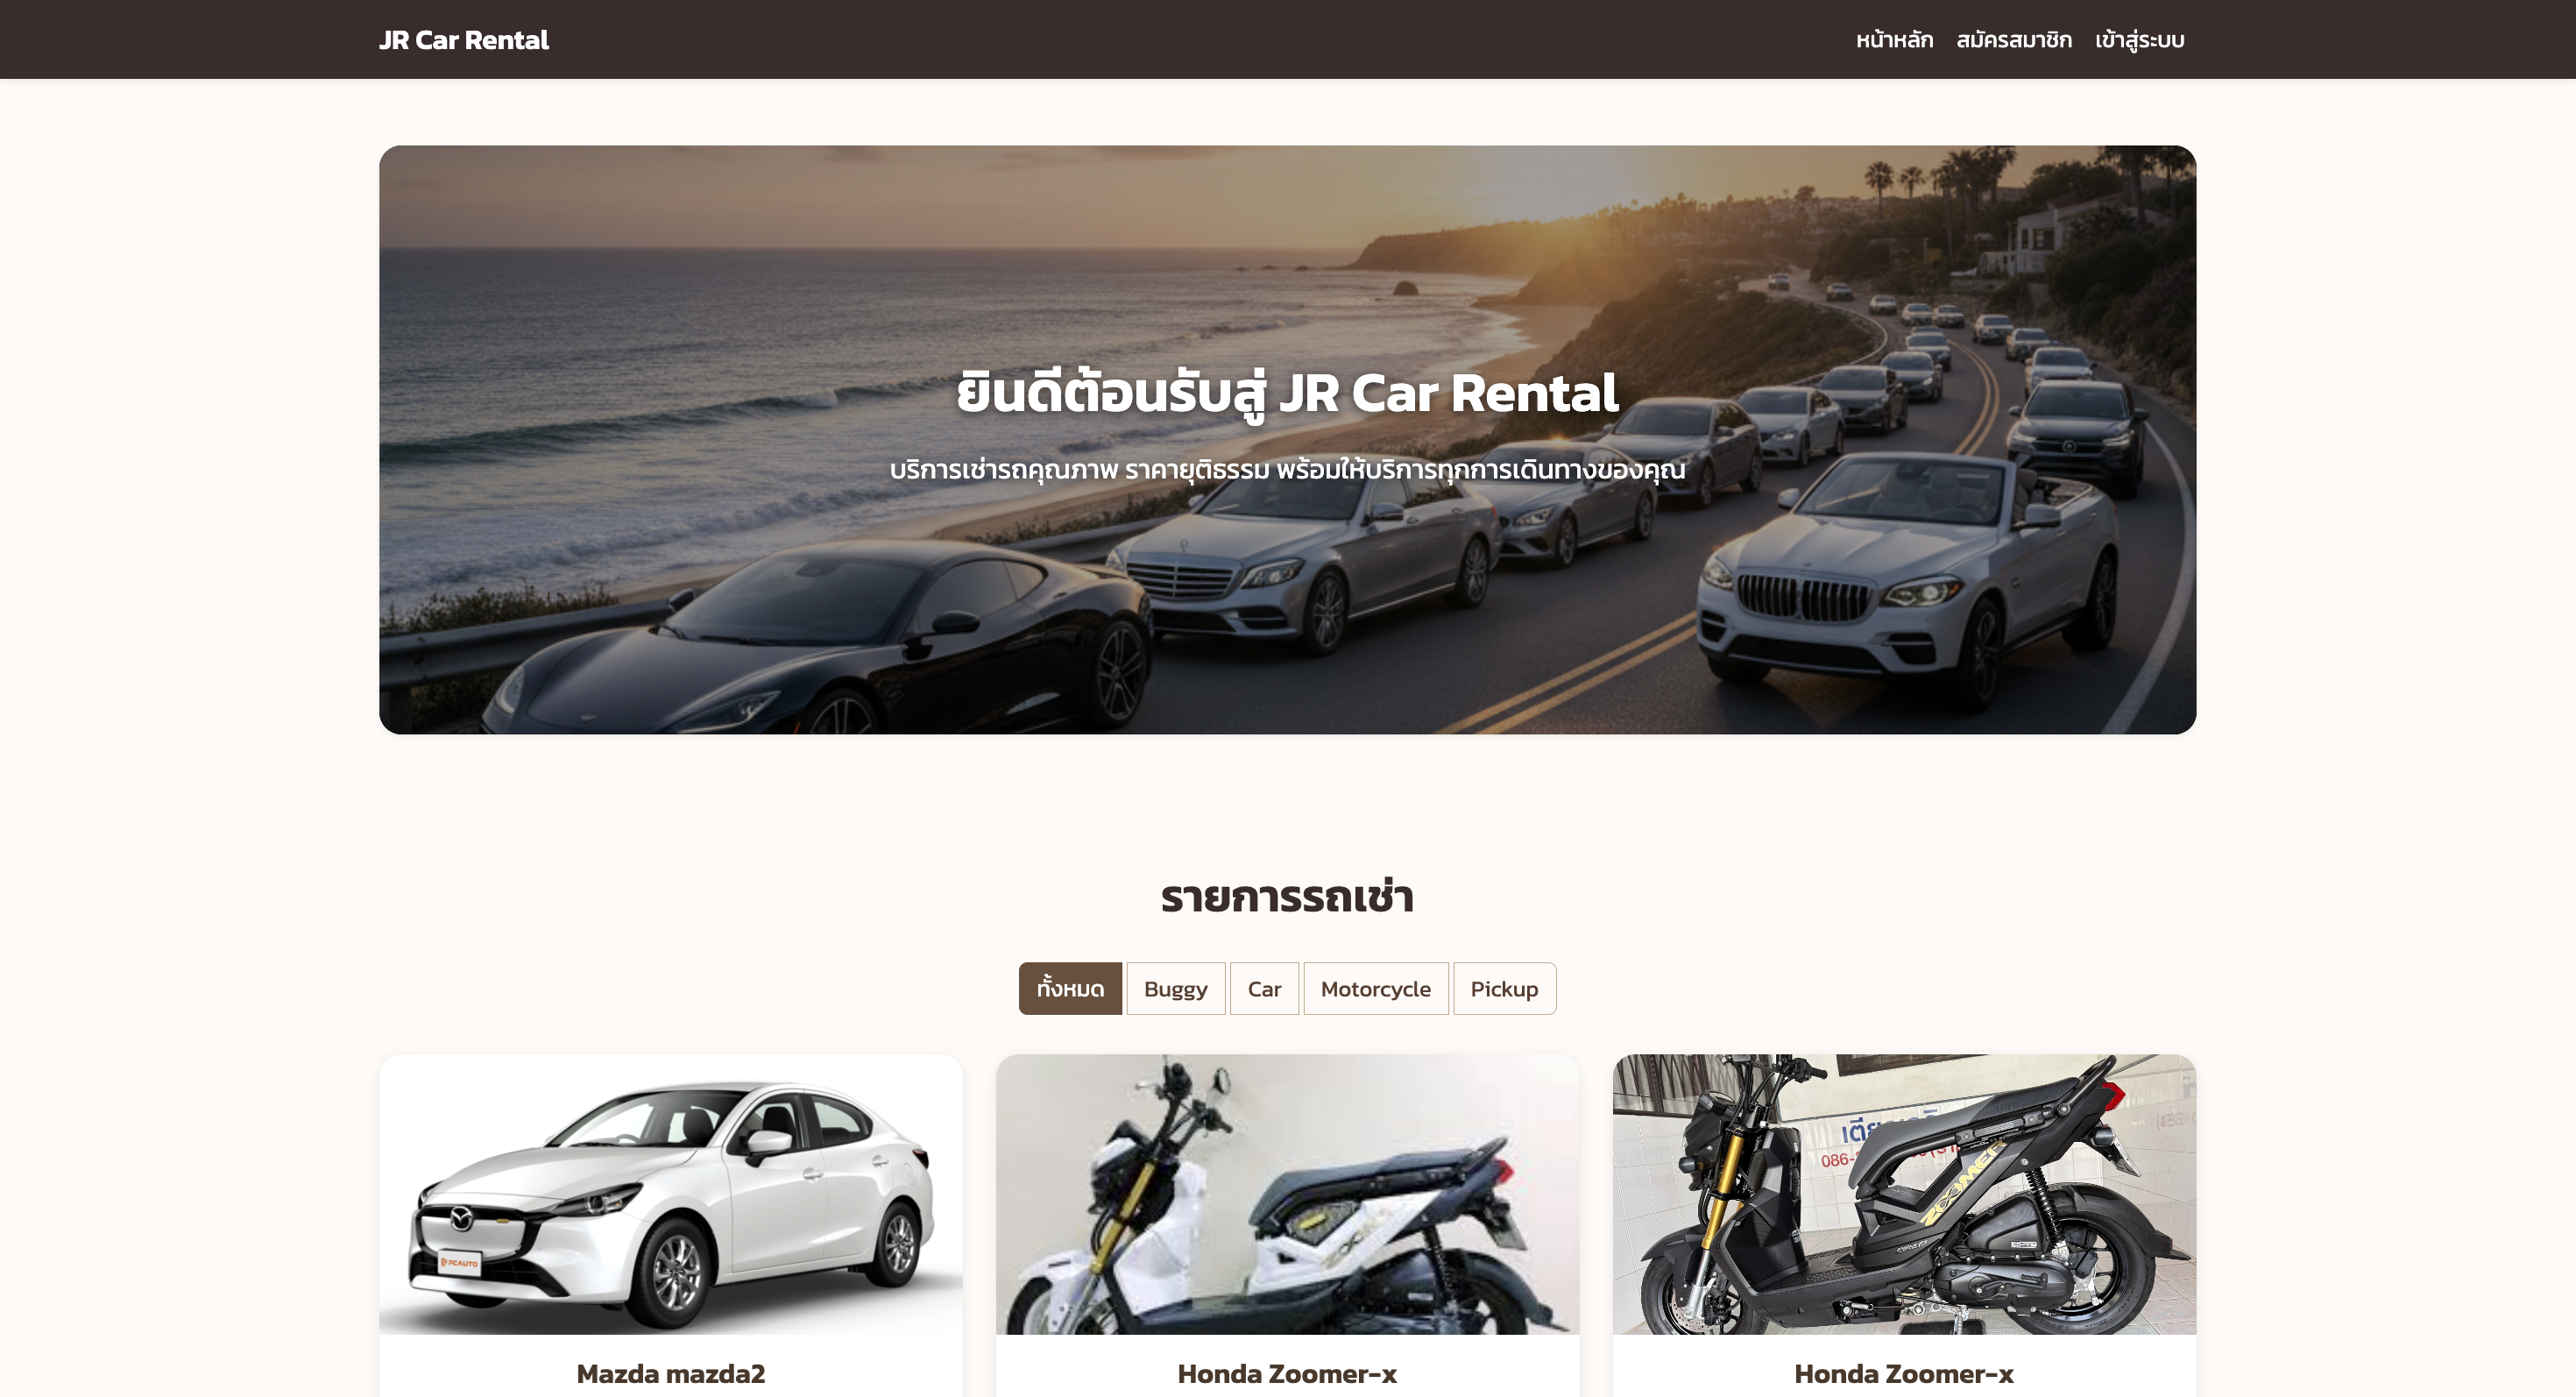 JR Car Rental
หน้าหลัก สมัครสมาชิก เข้าสู่ระบบ
ยินดีต้อนรับสู่ JR Car Rental
บริการเช่ารถคุณภาพ ราคายุติธรรม พร้อมให้บริการทุกการเดินทางของคุณ
รายการรถเช่า
ทั้งหมด Buggy Car Motorcycle Pickup
PCAUTO
086-
ZOOMER
Mazda mazda2
Honda Zoomer-x
Honda Zoomer-x